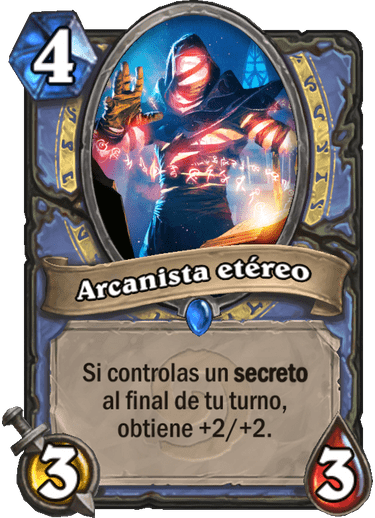 4
Arcanista etéreo
Si controlas un secreto
al final de tu turno,
obtiene +2/+2.
3
3